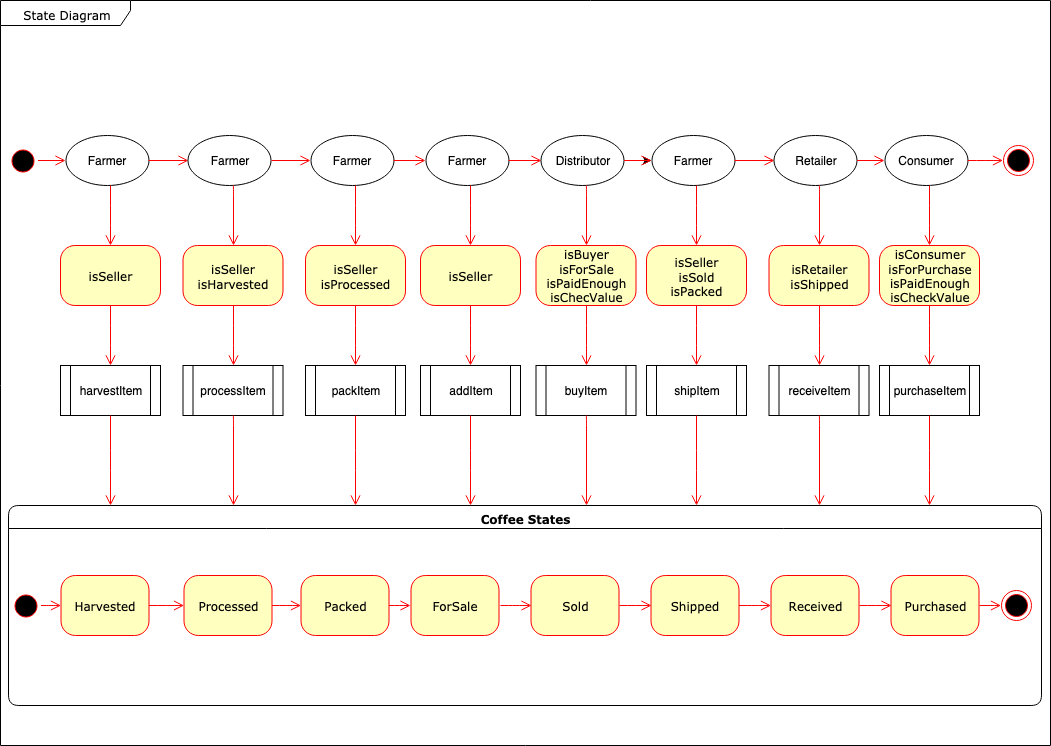 State Diagram
Farmer
Farmer
Farmer
Farmer
Distributor
Farmer
Retailer
Consumer
isSeller
isSeller
isHarvested
isSeller
isProcessed
isSeller
isBuyer
isForSale
isPaidEnough
isChecValue
isSeller
isSold
isPacked
isRetailer
isShipped
isConsumer
isForPurchase
isPaidEnough
isCheckValue
harvestItem
processItem
packItem
addItem
buyItem
shipItem
receiveItem
purchaseItem
Coffee States
Harvested
Processed
Packed
ForSale
Sold
Shipped
Received
Purchased